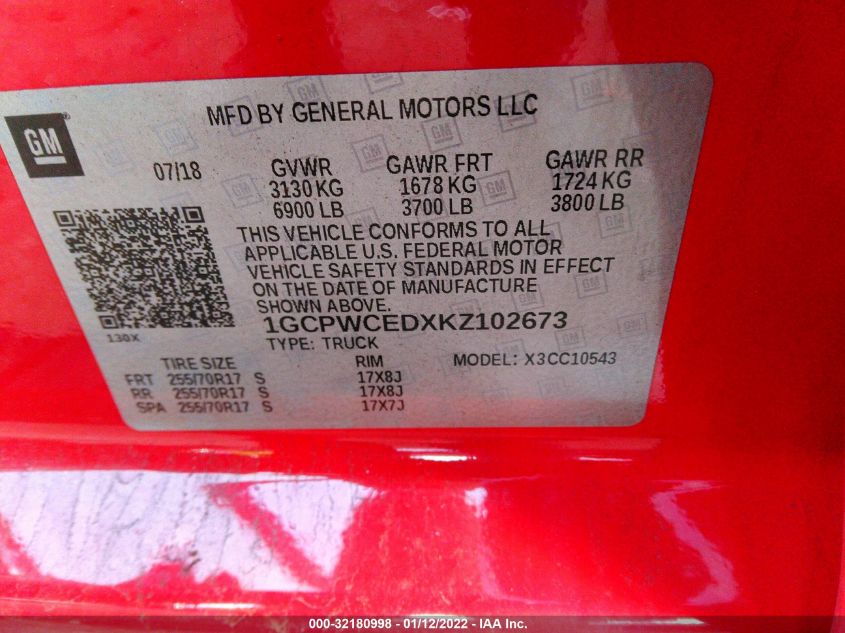 MFD BY GENERAL MOTORS LLC
GM
07/18 GVWR GAWR FRT GAWR RR
3130 KG 1678 KG 1724 KG
6900 LB 3700 LB 3800 LB
THIS VEHICLE CONFORMS TO ALL
APPLICABLE U.S. FEDERAL MOTOR
VEHICLE SAFETY STANDARDS IN EFFECT
ON THE DATE OF MANUFACTURE
SHOWN ABOVE.
1GCPWCEDXKZ102673
130X
TYPE: TRUCK
TIRE SIZE RIM MODEL: X3CC10543
FRT 255/70R17 S 17X8J
RR 255/70R17 S 17X8J
SPA 255/70R17 S 17X7J
000-32180998 - 01/12/2022 - IAA Inc.